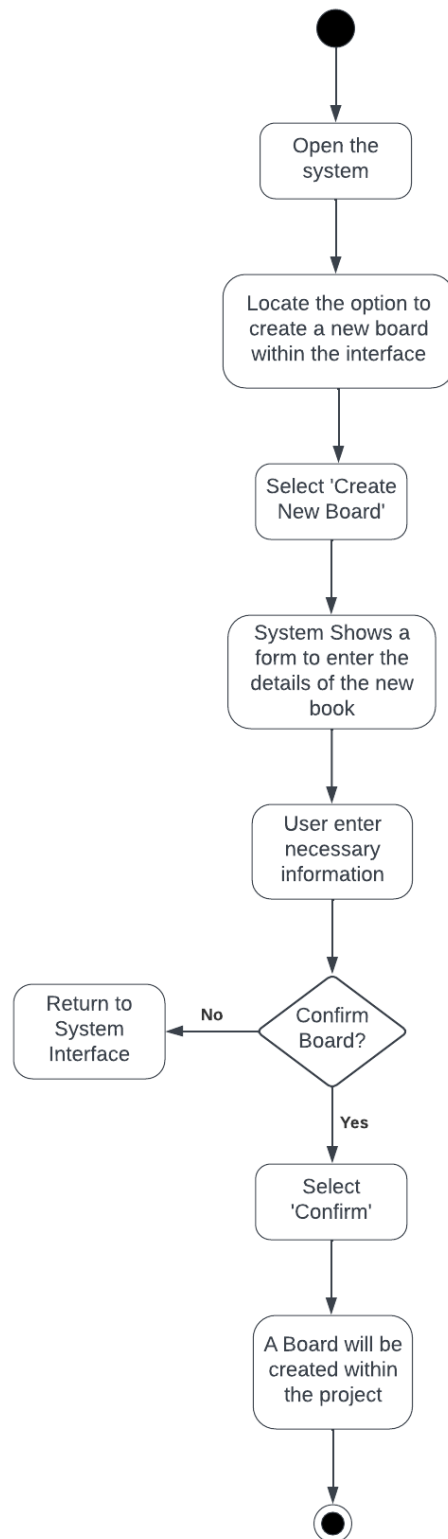 Open the
system
Locate the option to
create a new board
within the interface
Select 'Create
New Board'
System Shows a
form to enter the
details of the new
book
User enter
necessary
information
Confirm
Board?
No
Return to
System
Interface
Yes
Select
'Confirm'
A Board will be
created within
the project